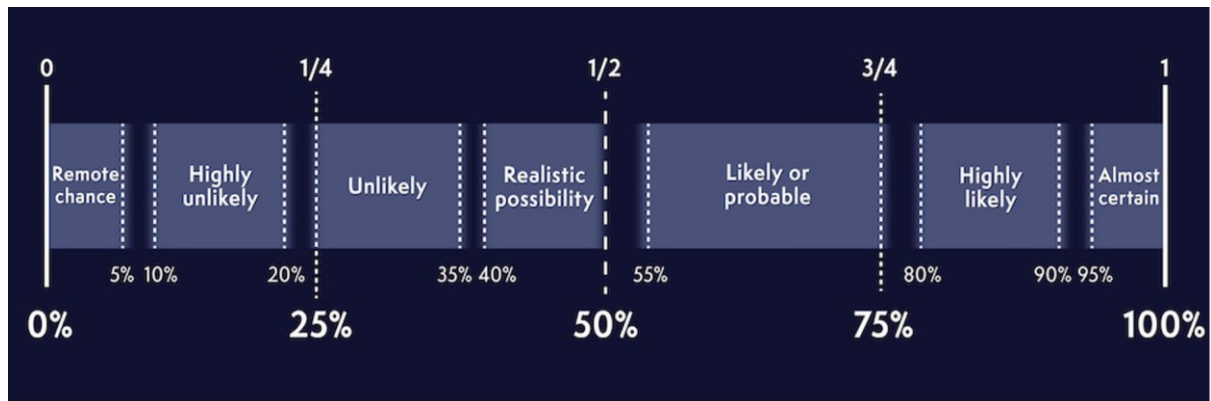 0 1/4 1/2 3/4 1
Remote
chance
Highly
unlikely
Unlikely
Realistic
possibility
Likely or
probable
Highly
likely
Almost
certain
5% 10% 20% 35% 40% 55% 80% 90% 95%
0% 25% 50% 75% 100%